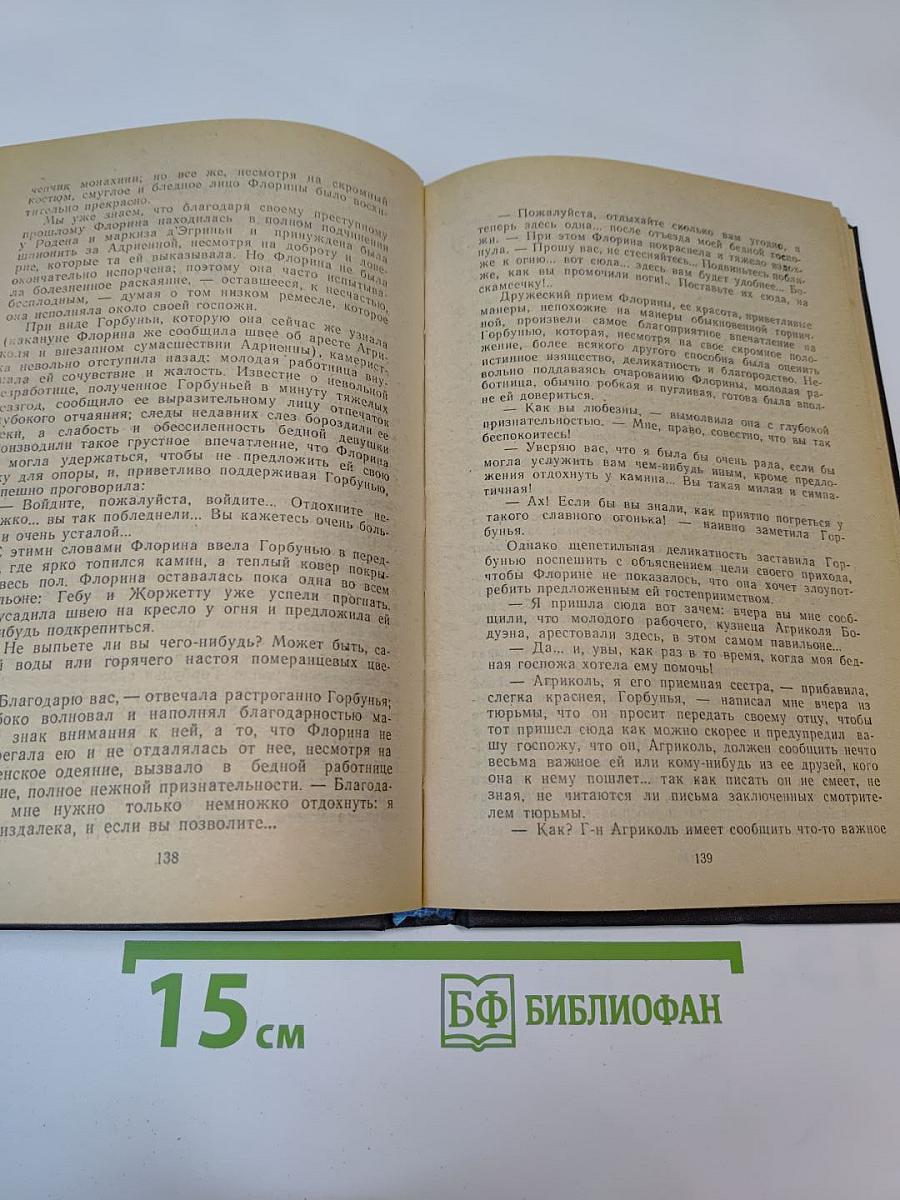 чепчик монахини; но все же, несмотря на скромный
костюм, смуглое и бледное лицо Флорины было восхи-
тительно прекрасно.
Мы уже знаем, что благодаря своему преступному
прошлому Флорина находилась в полном подчинении
у Родена и маркиза д'Эгриньи и принуждена была
шпионить за Адриенной, несмотря на доброту и дове-
рие, которые та ей выказывала. Но Флорина не была
окончательно испорчена; поэтому она часто испытыва-
ла болезненное раскаяние, — оставшееся, к несчастью,
бесплодным, — думая о том низком ремесле, которое
она исполняла около своей госпожи.
При виде Горбуньи, которую она сейчас же узнала
(накануне Флорина же сообщила швее об аресте Агри-
коля и внезапном сумасшествии Адриенны), камерист-
ка невольно отступила назад: молодая работница вну-
шала ей сочувствие и жалость. Известие о невольной
безработице, полученное Горбуньей в минуту тяжелых
невзгод, сообщило ее выразительному лицу отпечаток
глубокого отчаяния; следы недавних слез бороздили ее
щеки, а слабость и обессиленность бедной девушки
производили такое грустное впечатление, что Флорина
могла удержаться, чтобы не предложить ей свою
ку для опоры, и, приветливо поддерживая Горбунью,
пешно проговорила:
— Войдите, пожалуйста, войдите... Отдохните не-
жко... вы так побледнели... Вы кажетесь очень боль-
и очень усталой...
С этими словами Флорина ввела Горбунью в перед-
, где ярко топился камин, а теплый ковер покры-
весь пол. Флорина оставалась пока одна во всем
льоне: Гебу и Жоржетту уже успели прогнать.
усадила швею на кресло у огня и предложила ей
ибудь подкрепиться.
Не выпьете ли вы чего-нибудь? Может быть, са-
й воды или горячего настоя померанцевых цве-
Благодарю вас, — отвечала растроганно Горбунья;
боко волновал и наполнял благодарностью ма-
знак внимания к ней, а то, что Флорина не
регала ею и не отдалялась от нее, несмотря на
енское одеяние, вызвало в бедной работнице
ие, полное нежной признательности. — Благода-
мне нужно только немножко отдохнуть: я
издалека, и если вы позволите...
138
— Пожалуйста, отдыхайте сколько вам угодно, я
теперь здесь одна... после отъезда моей бедной госпо-
жи. — При этом Флорина покраснела и тяжело вздох-
нула. — Прошу вас, не стесняйтесь... Подвиньтесь побли-
же к огню... вот сюда... здесь вам будет удобнее... Бо-
же, как вы промочили ноги!.. Поставьте их сюда, на
скамеечку!..
Дружеский прием Флорины, ее красота, приветливые
манеры, непохожие на манеры обыкновенной горнич-
ной, произвели самое благоприятное впечатление на
Горбунью, которая, несмотря на свое скромное поло-
жение, более всякого другого способна была оценить
истинное изящество, деликатность и благородство. Не-
вольно поддаваясь очарованию Флорины, молодая ра-
ботница, обычно робкая и пугливая, готова была впол-
не ей довериться.
— Как вы любезны, — вымолвила она с глубокой
признательностью. — Мне, право, совестно, что вы так
беспокоитесь!
— Уверяю вас, что я была бы очень рада, если бы
могла услужить вам чем-нибудь иным, кроме предло-
жения отдохнуть у камина... Вы такая милая и симпа-
тичная!
— Ах! Если бы вы знали, как приятно погреться у
такого славного огонька! — наивно заметила Гор-
бунья.
Однако щепетильная деликатность заставила Гор-
бунью поспешить с объяснением цели своего прихода,
чтобы Флорине не показалось, что она хочет злоупот-
ребить предложенным ей гостеприимством.
— Я пришла сюда вот зачем: вчера вы мне сооб-
щили, что молодого рабочего, кузнеца Агриколя Бо-
дуэна, арестовали здесь, в этом самом павильоне...
— Да... и, увы, как раз в то время, когда моя бед-
ная госпожа хотела ему помочь!
— Агриколь, я его приемная сестра, — прибавила,
слегка краснея, Горбунья, — написал мне вчера из
тюрьмы, что он просит передать своему отцу, чтобы
тот пришел сюда как можно скорее и предупредил ва-
шу госпожу, что он, Агриколь, должен сообщить нечто
весьма важное ей или кому-нибудь из ее друзей, кого
она к нему пошлет... так как писать он не смеет, не
зная, не читаются ли письма заключенных смотрите-
лем тюрьмы.
— Как? Г-н Агриколь имеет сообщить что-то важное
139
15 см
БФ БИБЛИОФАН